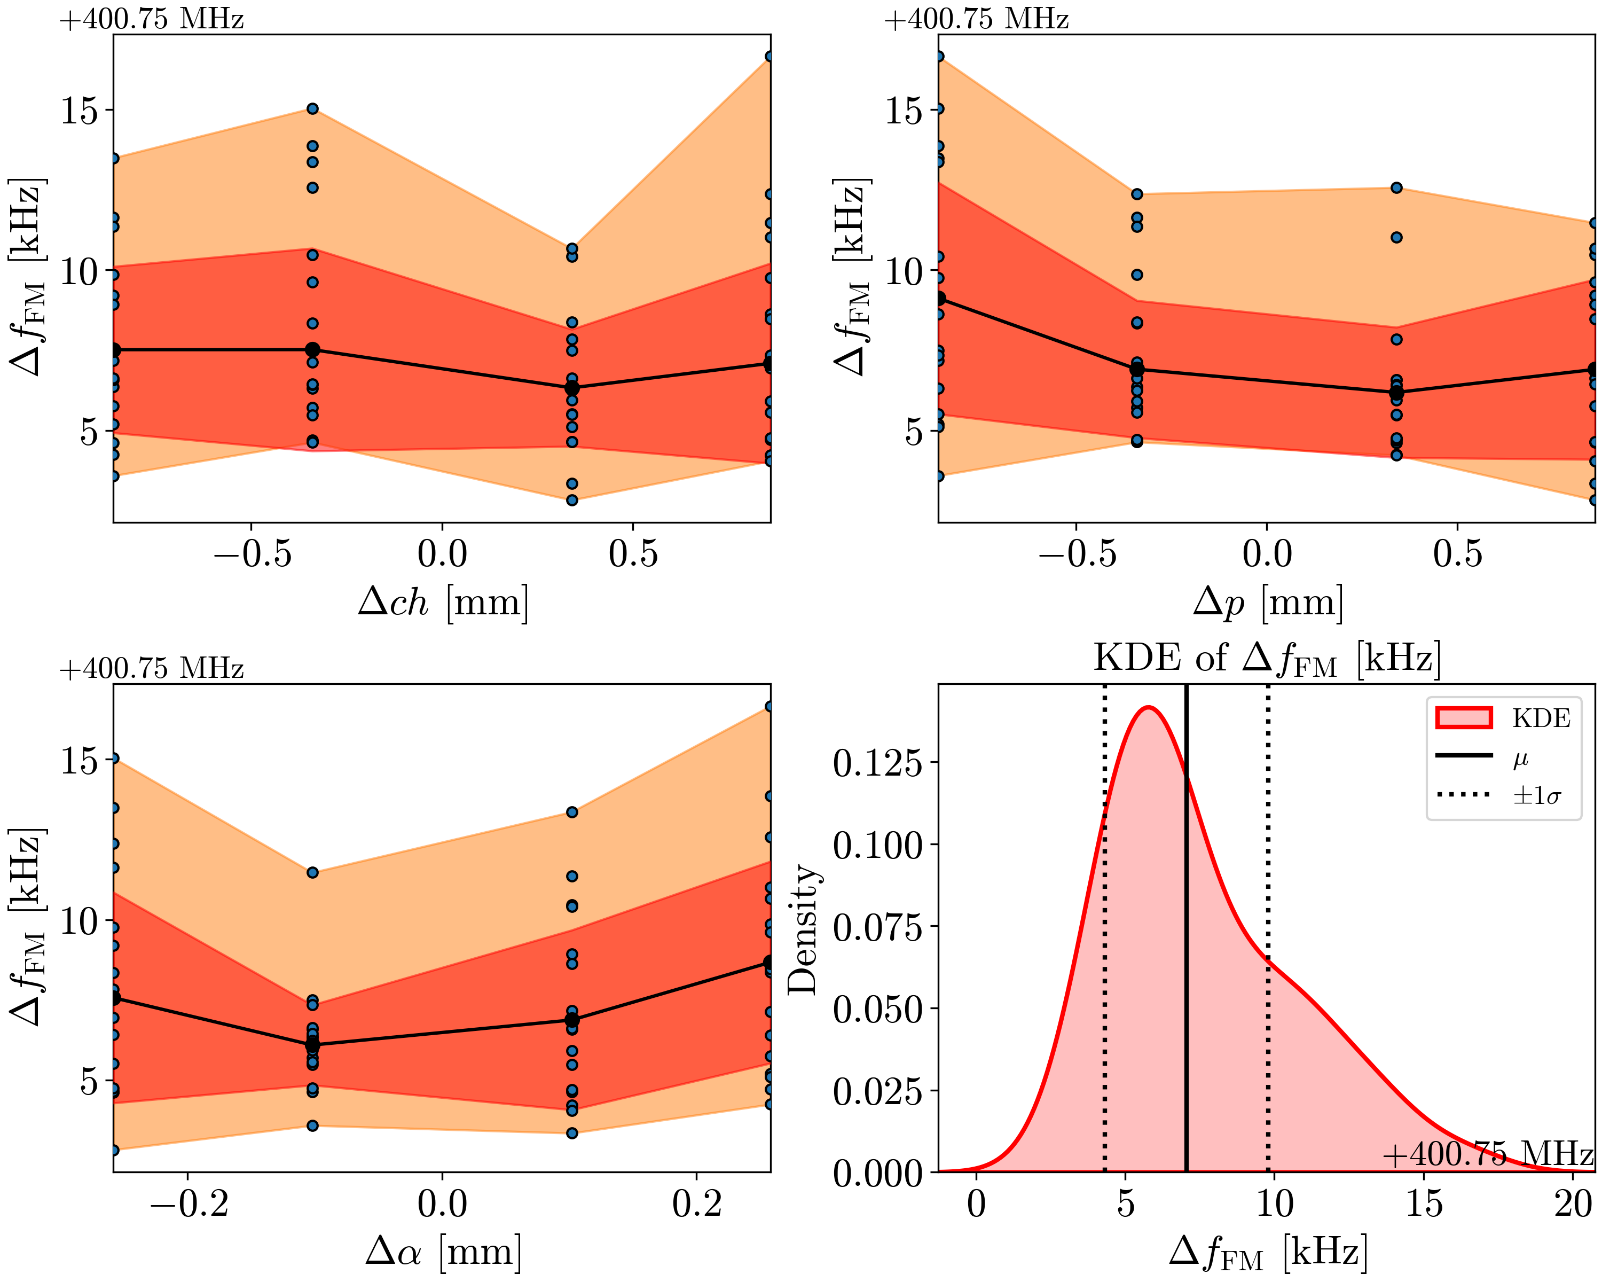 +400.75 MHz
Δf_FM [kHz]
15
10
5
−0.5
0.0
0.5
Δch [mm]
+400.75 MHz
Δf_FM [kHz]
15
10
5
−0.5
0.0
0.5
Δp [mm]
+400.75 MHz
Δf_FM [kHz]
15
10
5
−0.2
0.0
0.2
Δα [mm]
KDE of Δf_FM [kHz]
KDE
μ
±1σ
Density
0.125
0.100
0.075
0.050
0.025
0.000
+400.75 MHz
0
5
10
15
20
Δf_FM [kHz]